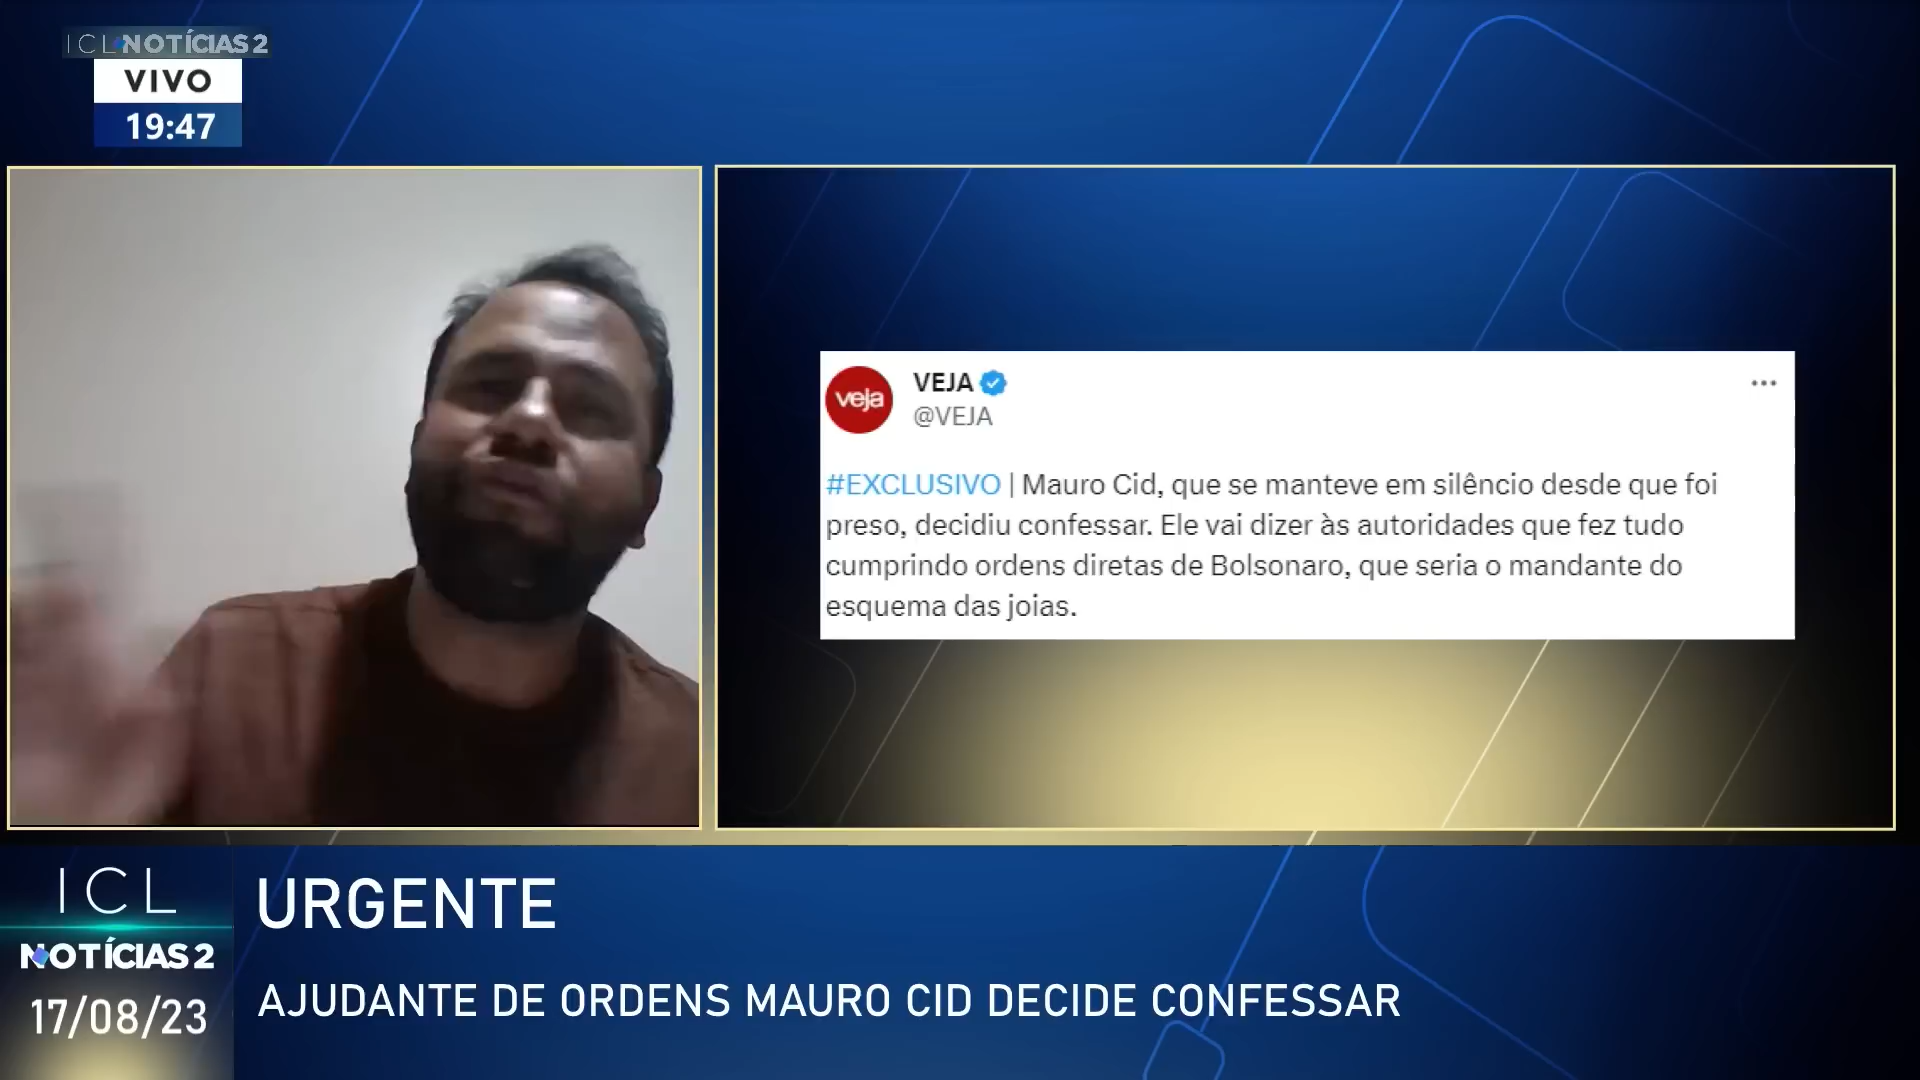 ICL NOTÍCIAS 2
VIVO
19:47
veja
VEJA
@VEJA
#EXCLUSIVO | Mauro Cid, que se manteve em silêncio desde que foi
preso, decidiu confessar. Ele vai dizer às autoridades que fez tudo
cumprindo ordens diretas de Bolsonaro, que seria o mandante do
esquema das joias.
ICL
NOTÍCIAS 2
17/08/23
URGENTE
AJUDANTE DE ORDENS MAURO CID DECIDE CONFESSAR